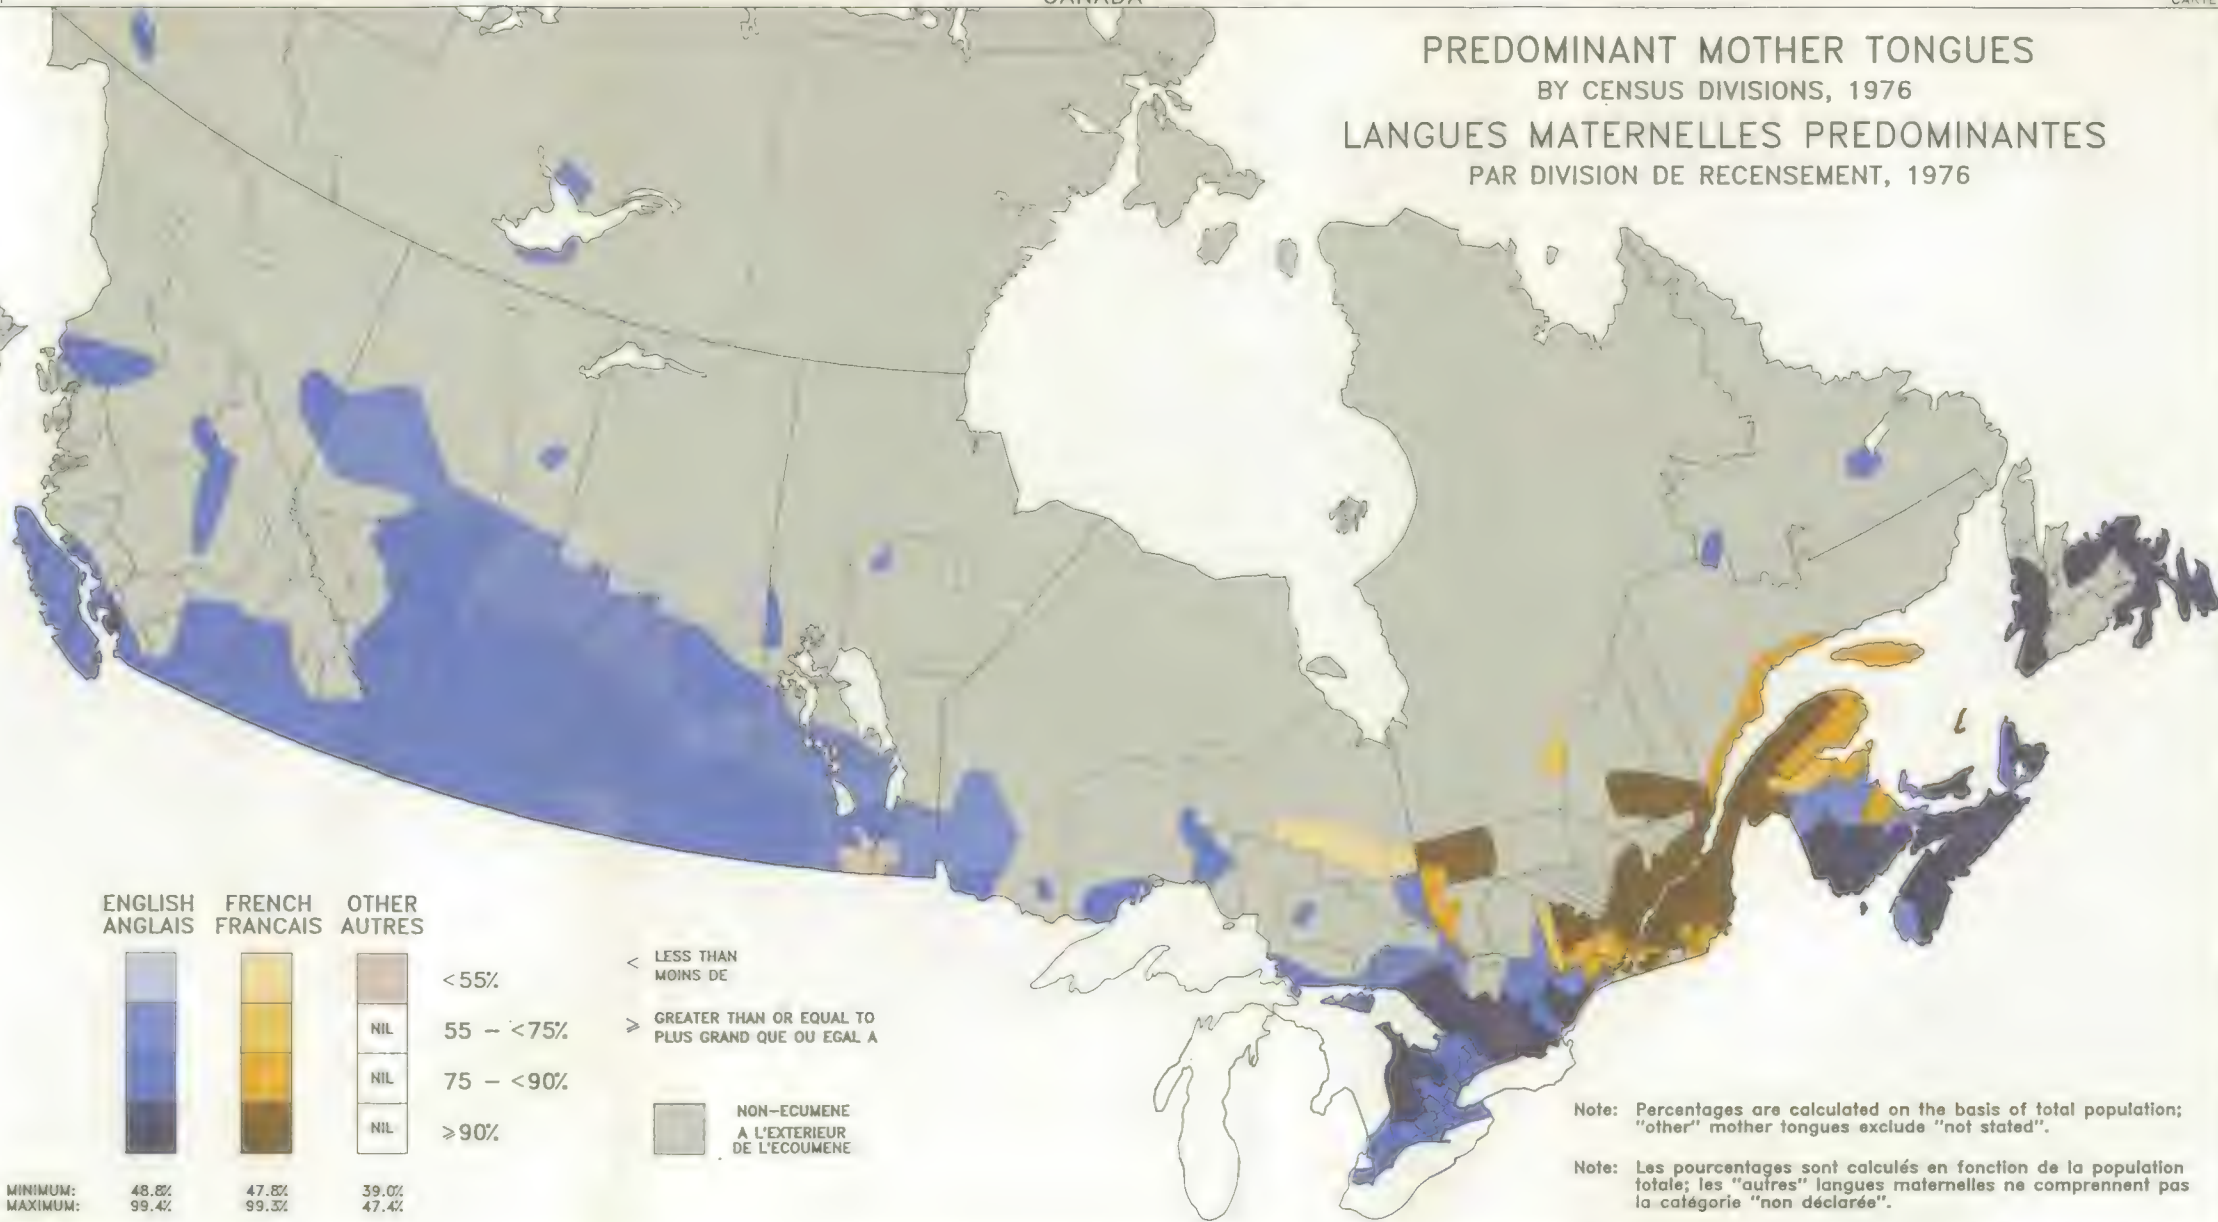 CANADA
PREDOMINANT MOTHER TONGUES
BY CENSUS DIVISIONS, 1976
LANGUES MATERNELLES PREDOMINANTES
PAR DIVISION DE RECENSEMENT, 1976
ENGLISH FRENCH OTHER
ANGLAIS FRANCAIS AUTRES
<55%
NIL 55 - <75%
NIL 75 - <90%
NIL ≥90%
MINIMUM: 48.8% 47.8% 39.0%
MAXIMUM: 99.4% 99.3% 47.4%
< LESS THAN
MOINS DE
≥ GREATER THAN OR EQUAL TO
PLUS GRAND QUE OU EGAL A
NON-ECUMENE
A L'EXTERIEUR
DE L'ECOUMENE
Note: Percentages are calculated on the basis of total population;
"other" mother tongues exclude "not stated".
Note: Les pourcentages sont calculés en fonction de la population
totale; les "autres" langues maternelles ne comprennent pas
la catégorie "non déclarée".